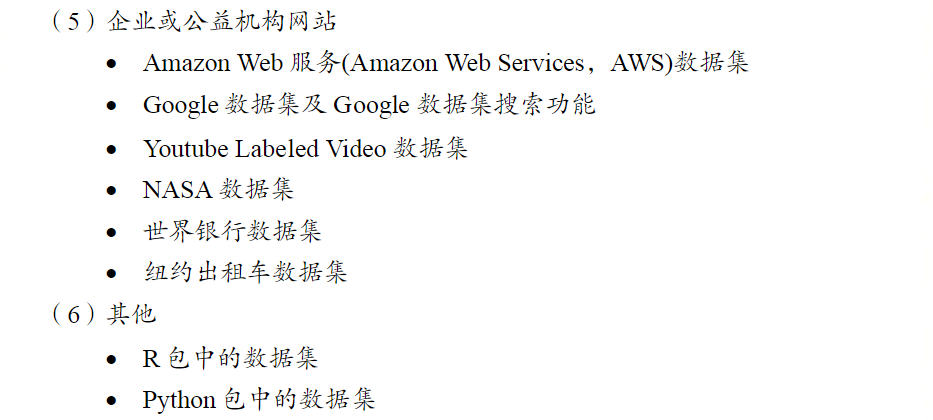 （5）企业或公益机构网站
● Amazon Web 服务(Amazon Web Services，AWS)数据集
● Google 数据集及 Google 数据集搜索功能
● Youtube Labeled Video 数据集
● NASA 数据集
● 世界银行数据集
● 纽约出租车数据集
（6）其他
● R 包中的数据集
● Python 包中的数据集